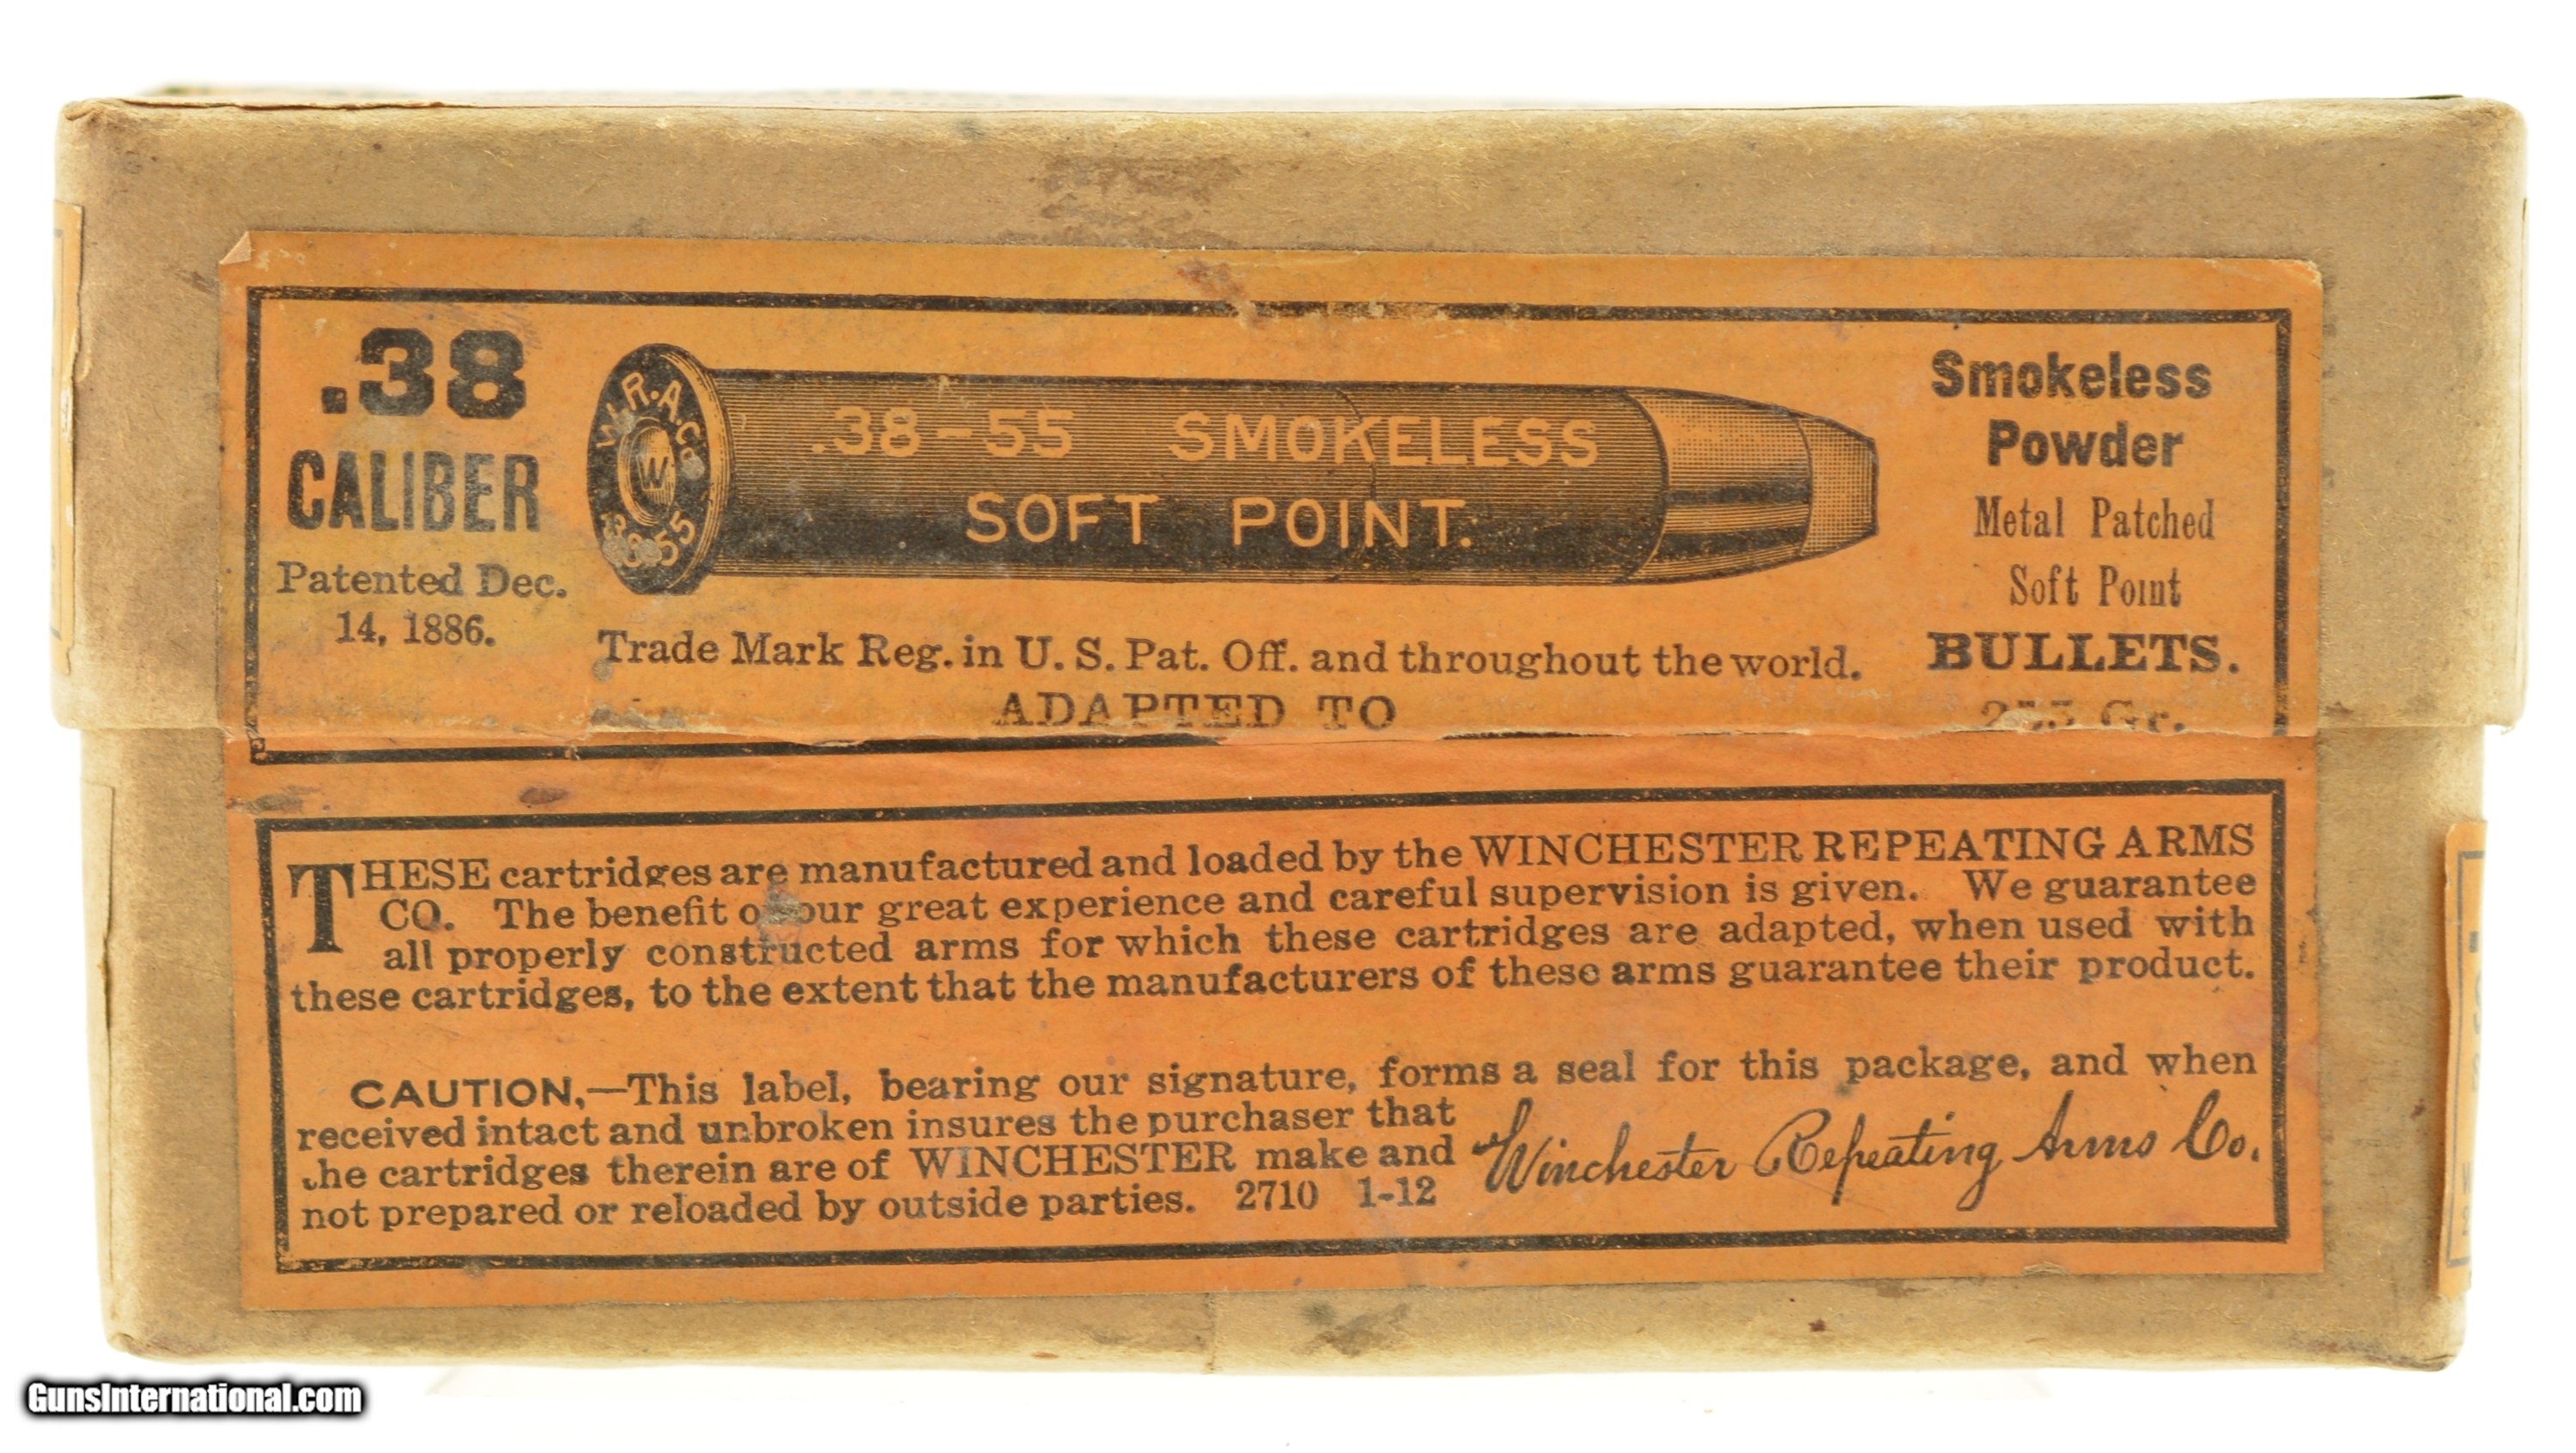 .38
CALIBER
Patented Dec.
14, 1886.
W.R.A.Co.
W
.38-55 SMOKELESS
SOFT POINT.
Trade Mark Reg. in U. S. Pat. Off. and throughout the world.
ADAPTED TO
Smokeless
Powder
Metal Patched
Soft Point
BULLETS.
255 Gr.
THESE cartridges are manufactured and loaded by the WINCHESTER REPEATING ARMS
CO. The benefit of our great experience and careful supervision is given. We guarantee
all properly constructed arms for which these cartridges are adapted, when used with
these cartridges, to the extent that the manufacturers of these arms guarantee their product.
CAUTION,—This label, bearing our signature, forms a seal for this package, and when
received intact and unbroken insures the purchaser that
the cartridges therein are of WINCHESTER make and
not prepared or reloaded by outside parties. 2710 1-12
Winchester Repeating Arms Co.
GunsInternational.com